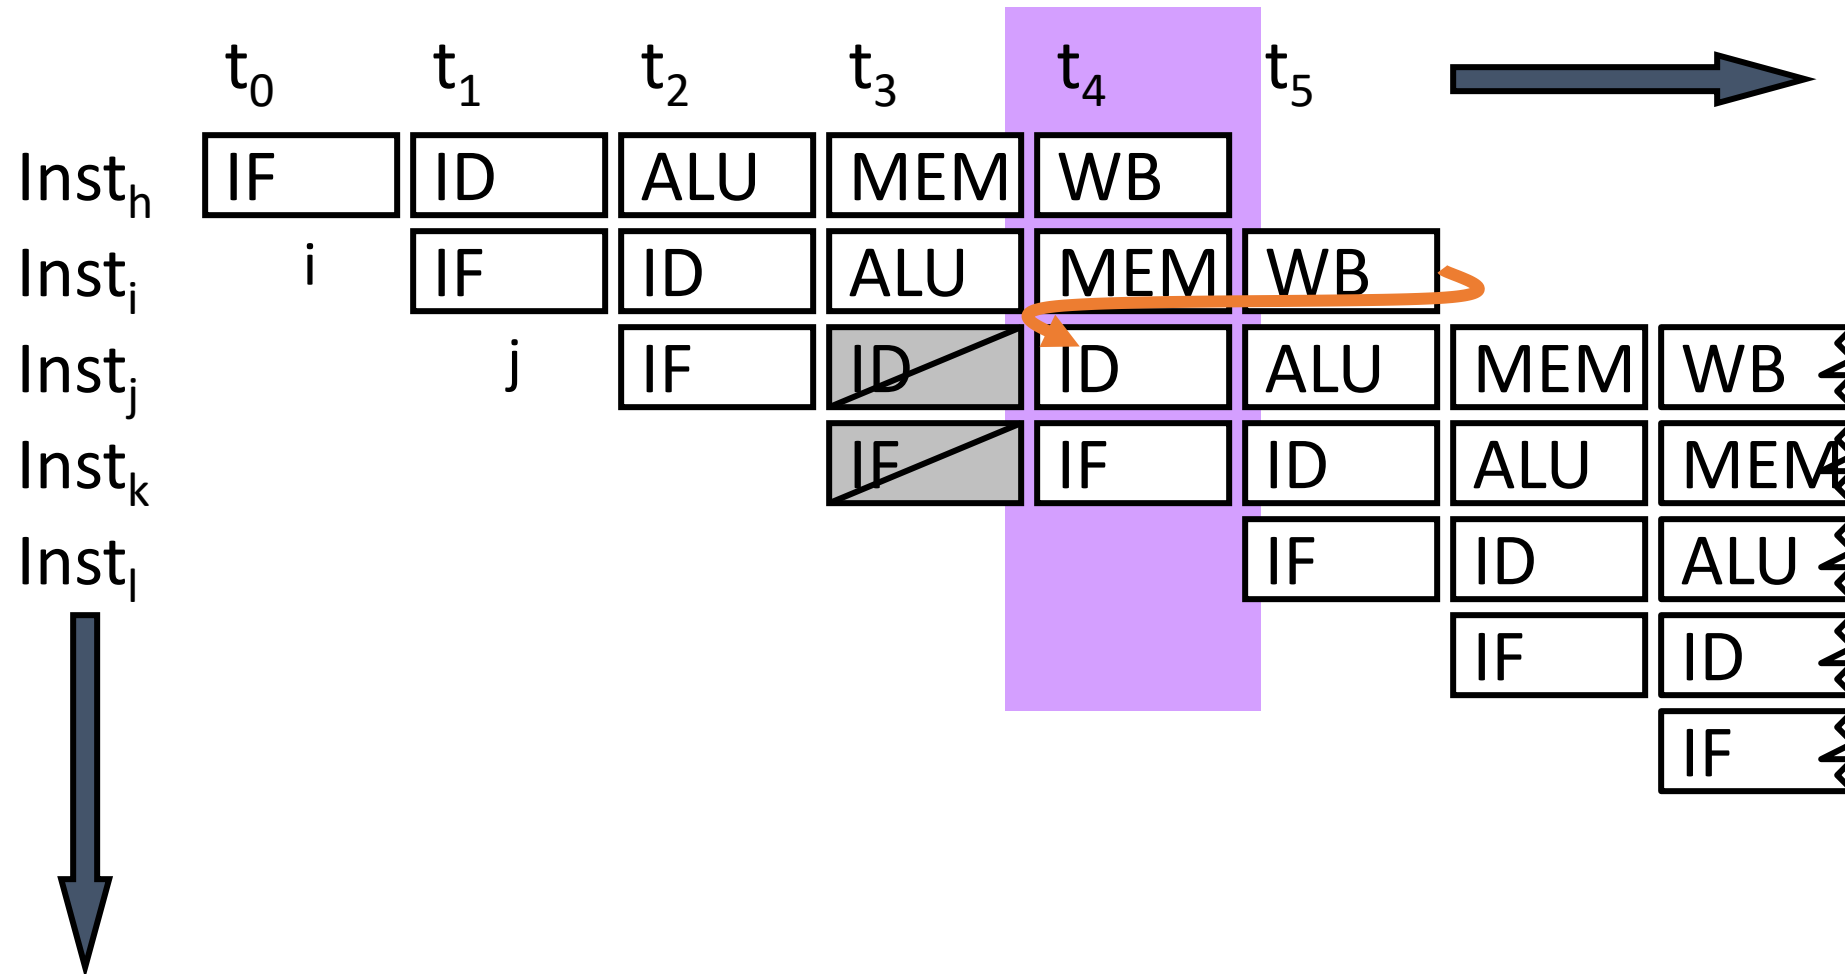 t0 t1 t2 t3 t4 t5
Insth IF ID ALU MEM WB
Insti i IF ID ALU MEM WB
Instj j IF ID ID ALU MEM WB
Instk IF IF ID ALU MEM
Instl IF ID ALU
IF ID
IF